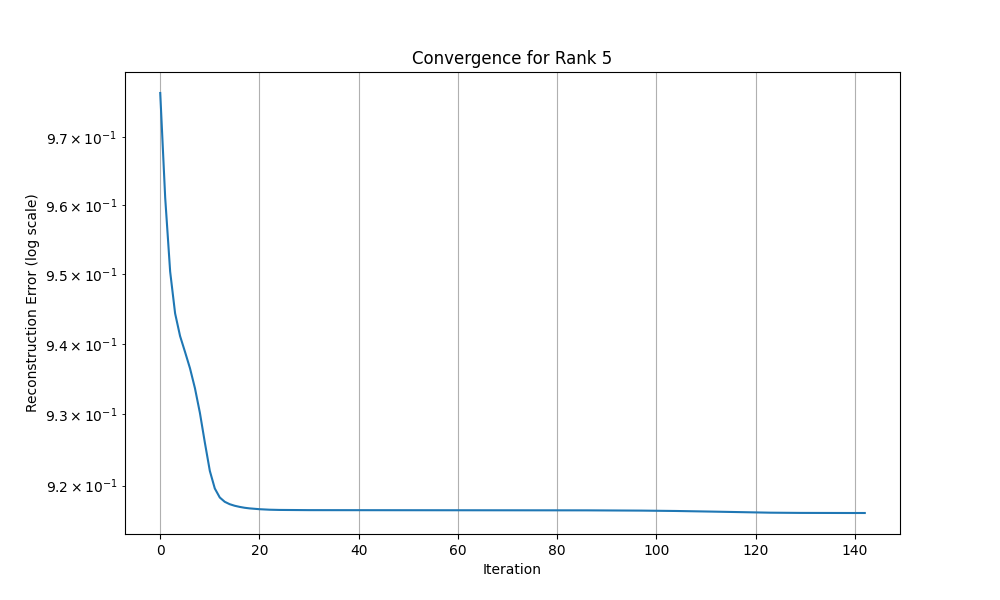 Convergence for Rank 5
Reconstruction Error (log scale)
9.7 × 10⁻¹
9.6 × 10⁻¹
9.5 × 10⁻¹
9.4 × 10⁻¹
9.3 × 10⁻¹
9.2 × 10⁻¹
0 20 40 60 80 100 120 140
Iteration